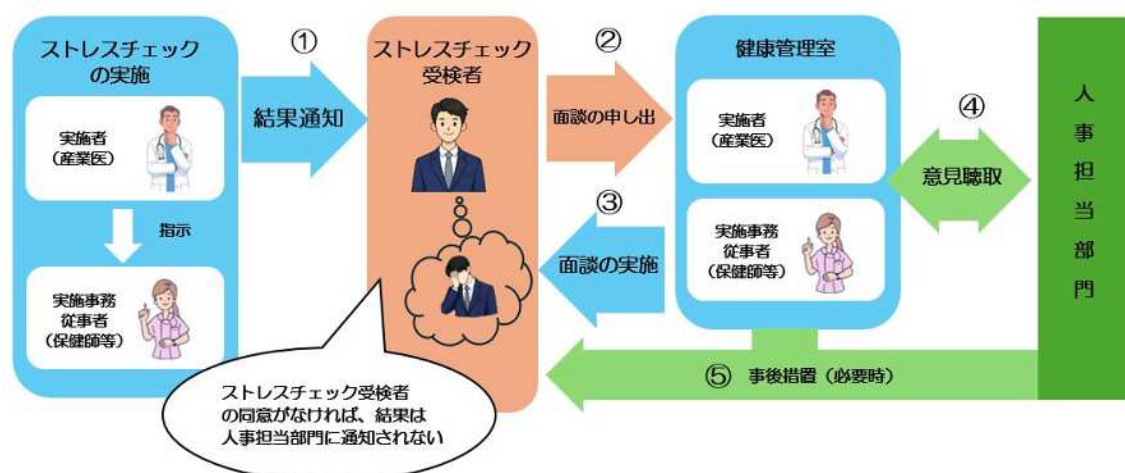 ストレスチェック
の実施
実施者
(産業医)
指示
実施事務
従事者
(保健師等)
①
結果通知
ストレスチェック
受検者
②
面談の申し出
③
面談の実施
健康管理室
実施者
(産業医)
実施事務
従事者
(保健師等)
④
意見聴取
人事担当部門
⑤ 事後措置(必要時)
ストレスチェック受検者
の同意がなければ、結果は
人事担当部門に通知されない